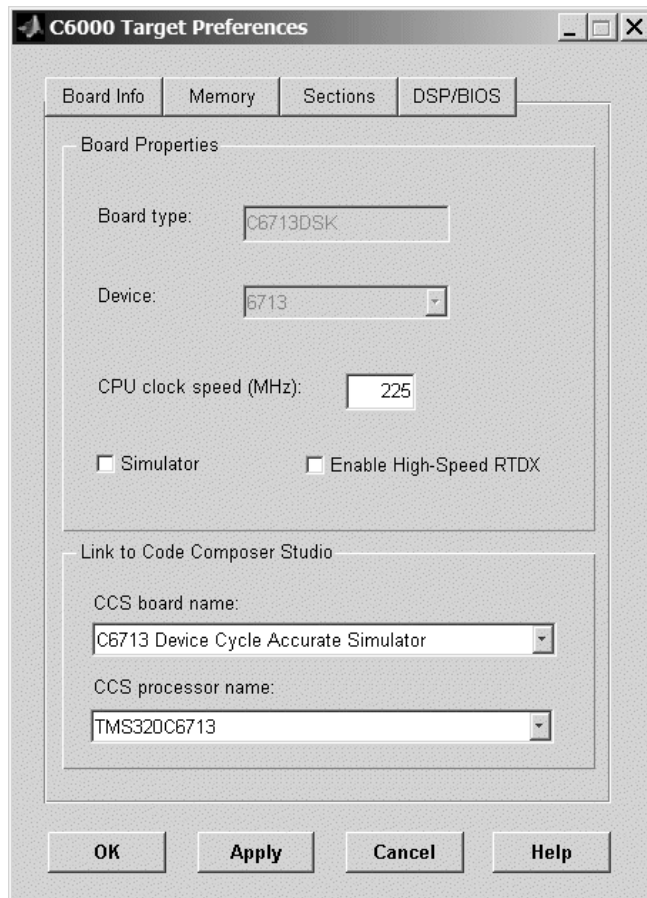 C6000 Target Preferences
Board Info Memory Sections DSP/BIOS
Board Properties
Board type: C6713DSK
Device: 6713
CPU clock speed (MHz): 225
Simulator Enable High-Speed RTDX
Link to Code Composer Studio
CCS board name:
C6713 Device Cycle Accurate Simulator
CCS processor name:
TMS320C6713
OK Apply Cancel Help